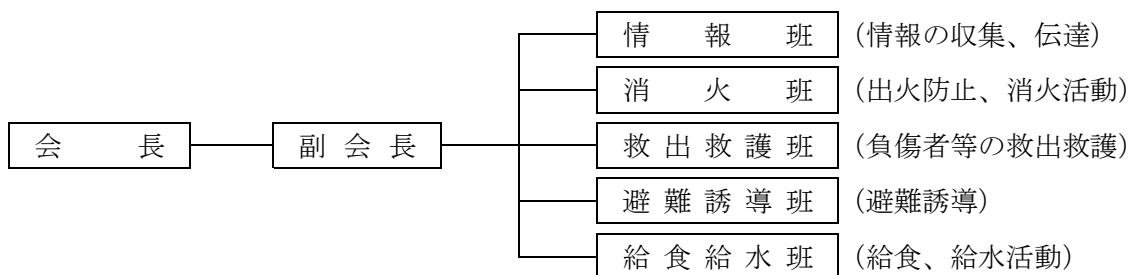 情報班 (情報の収集、伝達)
消火班 (出火防止、消火活動)
会長 副会長 救出救護班 (負傷者等の救出救護)
避難誘導班 (避難誘導)
給食給水班 (給食、給水活動)